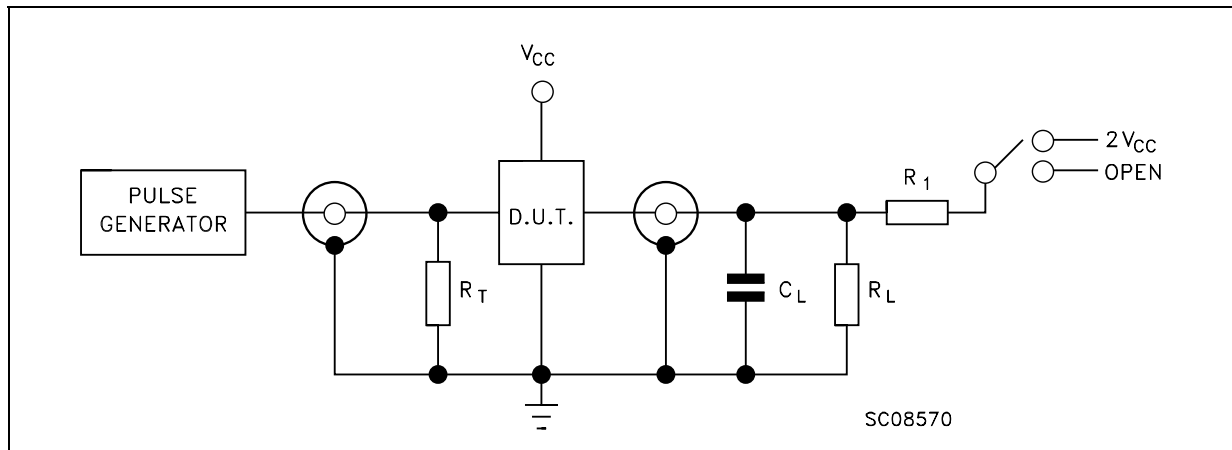 VCC
2VCC
OPEN
R1
PULSE
GENERATOR
D.U.T.
RT
CL
RL
SC08570